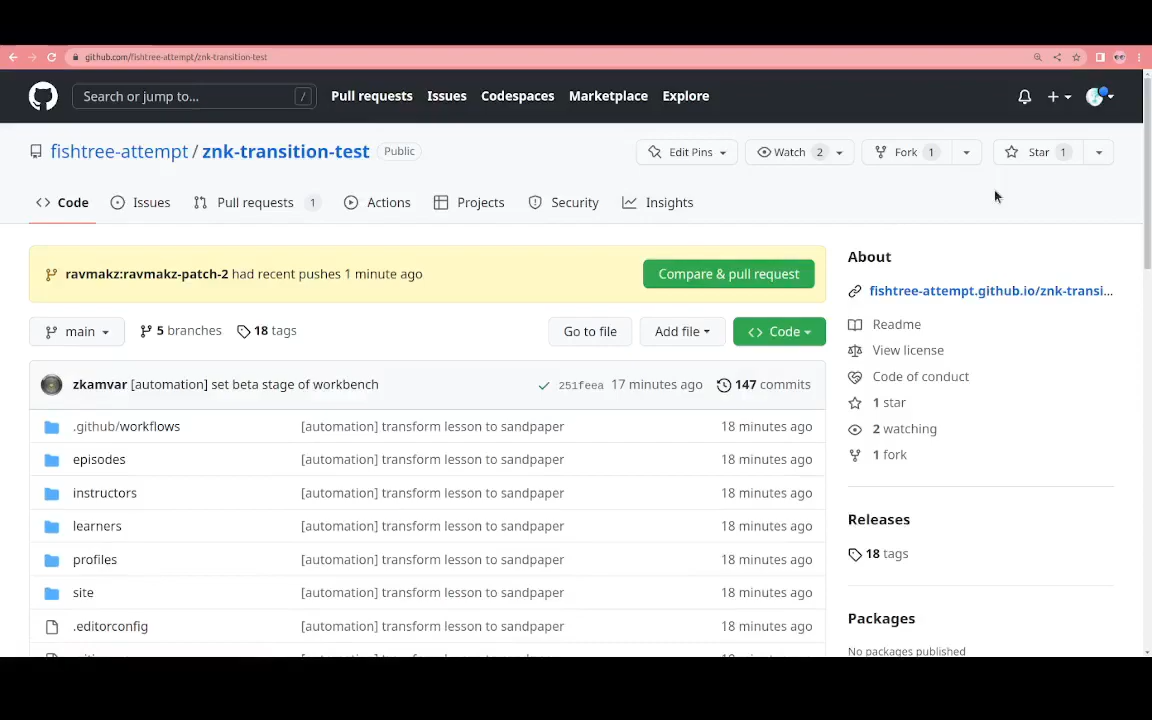 github.com/fishtree-attempt/znk-transition-test
Search or jump to... /
Pull requests Issues Codespaces Marketplace Explore
fishtree-attempt / znk-transition-test Public
Edit Pins Watch 2 Fork 1 Star 1
Code Issues Pull requests 1 Actions Projects Security Insights
ravmakz:ravmakz-patch-2 had recent pushes 1 minute ago Compare & pull request
main 5 branches 18 tags Go to file Add file Code
zkamvar [automation] set beta stage of workbench 251feea 17 minutes ago 147 commits
.github/workflows [automation] transform lesson to sandpaper 18 minutes ago
episodes [automation] transform lesson to sandpaper 18 minutes ago
instructors [automation] transform lesson to sandpaper 18 minutes ago
learners [automation] transform lesson to sandpaper 18 minutes ago
profiles [automation] transform lesson to sandpaper 18 minutes ago
site [automation] transform lesson to sandpaper 18 minutes ago
.editorconfig [automation] transform lesson to sandpaper 18 minutes ago
About
fishtree-attempt.github.io/znk-transi...
Readme
View license
Code of conduct
1 star
2 watching
1 fork
Releases
18 tags
Packages
No packages published